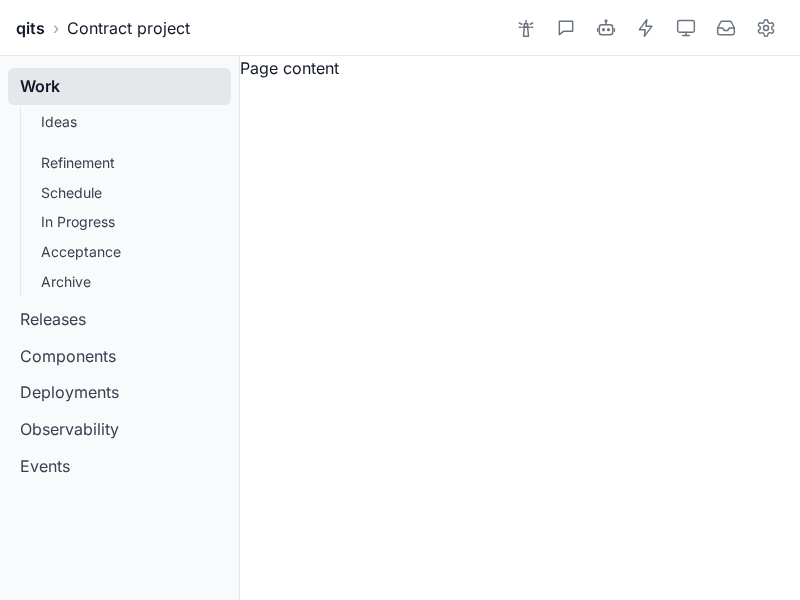 qits › Contract project
Work
Ideas
Refinement
Schedule
In Progress
Acceptance
Archive
Releases
Components
Deployments
Observability
Events
Page content